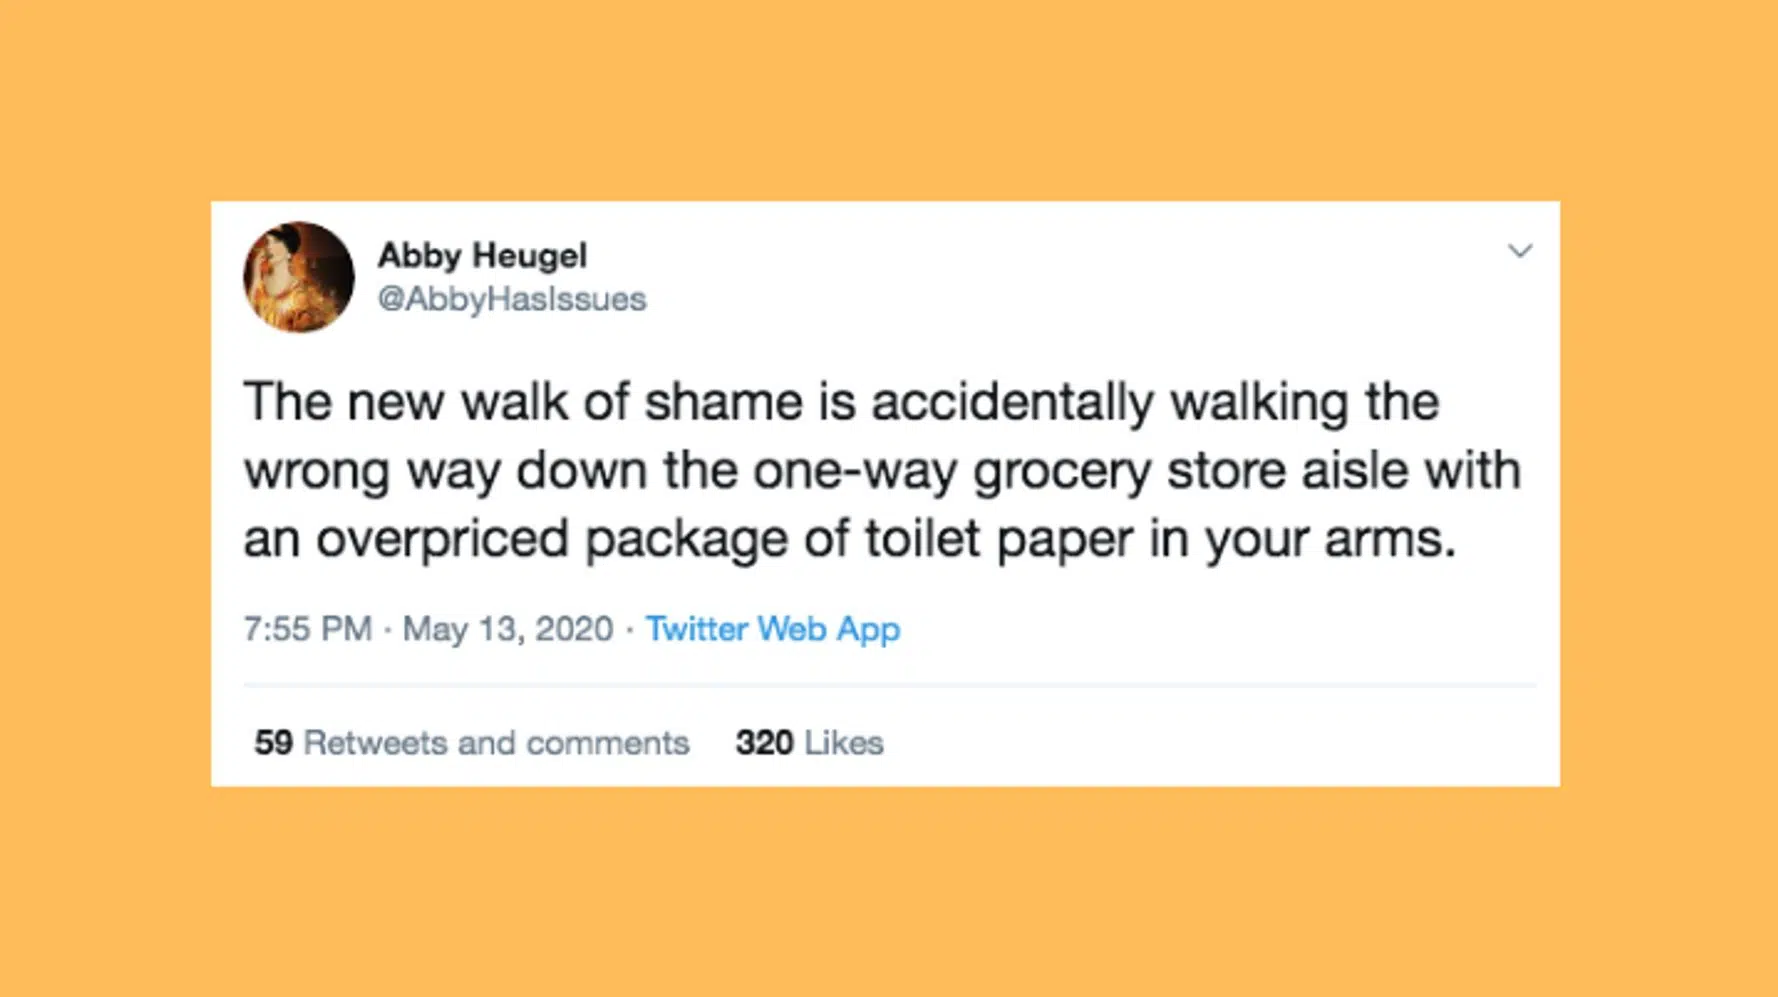 Abby Heugel
@AbbyHasIssues
The new walk of shame is accidentally walking the
wrong way down the one-way grocery store aisle with
an overpriced package of toilet paper in your arms.
7:55 PM · May 13, 2020 · Twitter Web App
59 Retweets and comments 320 Likes